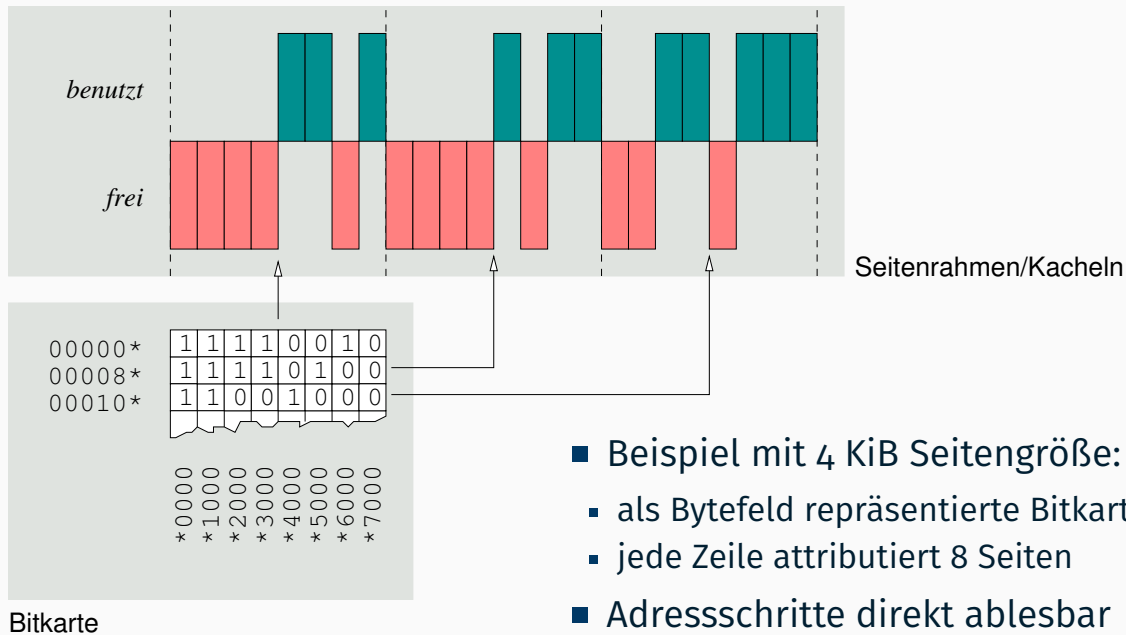 benutzt
frei
Seitenrahmen/Kacheln
00000* 1 1 1 1 0 0 1 0
00008* 1 1 1 1 0 1 0 0
00010* 1 1 0 0 1 0 0 0
*0000 *1000 *2000 *3000 *4000 *5000 *6000 *7000
Bitkarte
Beispiel mit 4 KiB Seitengröße:
als Bytefeld repräsentierte Bitkart
jede Zeile attributiert 8 Seiten
Adressschritte direkt ablesbar